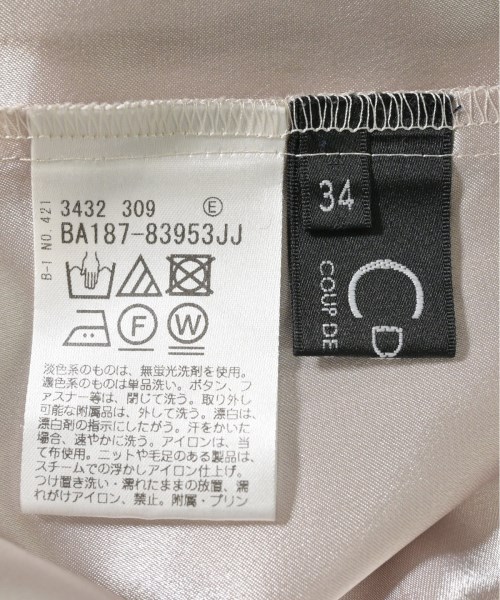 B-1 NO. 421
3432 309 E
BA187-83953JJ
F W
淡色系のものは、無蛍光洗剤を使用。
濃色系のものは単品洗い。ボタン、フ
ァスナー等は、閉じて洗う。取り外し
可能な付属品は、外して洗う。漂白は、
漂白剤の指示にしたがう。汗をかいた
場合、速やかに洗う。アイロンは、当
て布使用。ニットや毛足のある製品は、
スチームでの浮かしアイロン仕上げ。
つけ置き洗い・濡れたままの放置、濡
れがけアイロン、禁止。附属・プリン
34
CD
COUP DE